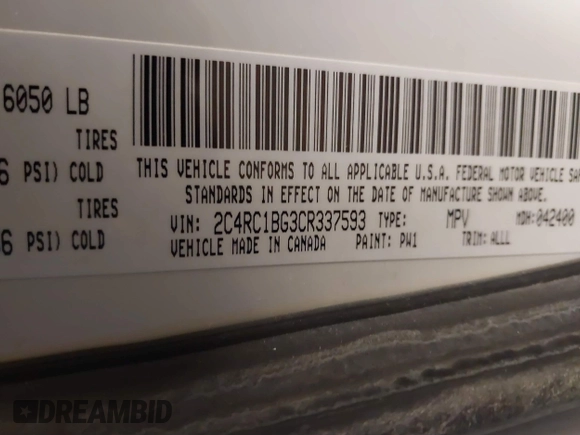 6050 LB
TIRES
6 PSI) COLD
TIRES
6 PSI) COLD
THIS VEHICLE CONFORMS TO ALL APPLICABLE U.S.A. FEDERAL MOTOR VEHICLE SA
STANDARDS IN EFFECT ON THE DATE OF MANUFACTURE SHOWN ABOVE.
VIN: 2C4RC1BG3CR337593 TYPE: MPV MDH:042400
VEHICLE MADE IN CANADA PAINT: PW1 TRIM: ALLL
DREAMBID